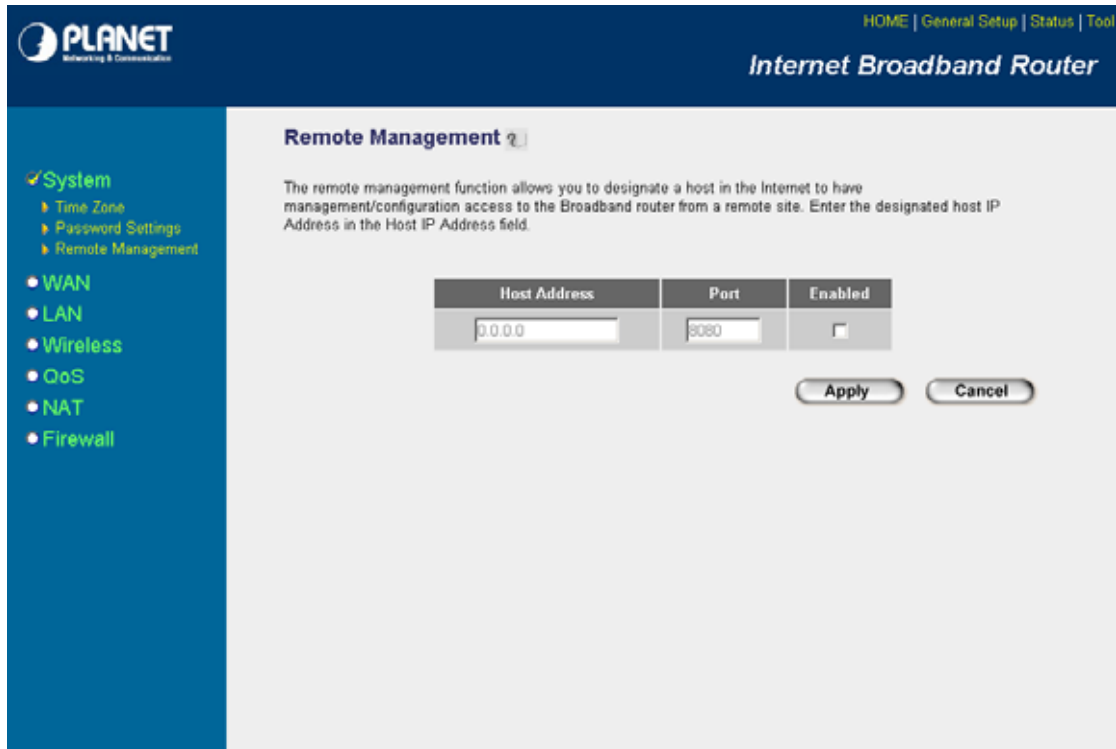 PLANET
Networking & Communication
HOME | General Setup | Status | Tool
Internet Broadband Router
System
Time Zone
Password Settings
Remote Management
WAN
LAN
Wireless
QoS
NAT
Firewall
Remote Management ?
The remote management function allows you to designate a host in the Internet to have
management/configuration access to the Broadband router from a remote site. Enter the designated host IP
Address in the Host IP Address field.
Host Address Port Enabled
0.0.0.0 8080
Apply Cancel